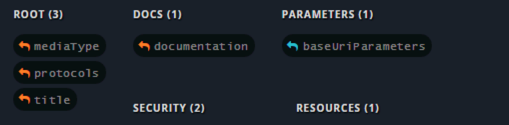 ROOT (3)
mediaType
protocols
title
DOCS (1)
documentation
PARAMETERS (1)
baseUriParameters
SECURITY (2)
RESOURCES (1)